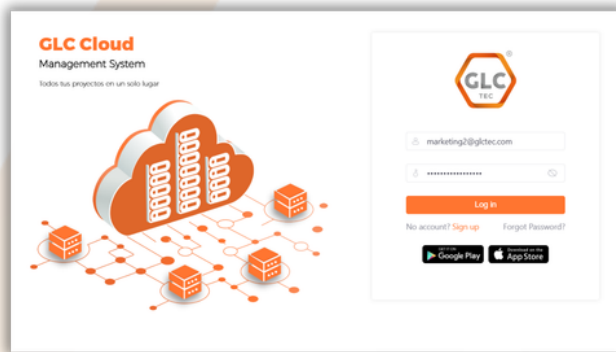 GLC Cloud
Management System
Todos tus proyectos en un solo lugar
GLC
TEC
®
marketing2@glctec.com
••••••••••••••••
Log in
No account? Sign up
Forgot Password?
GET IT ON
Google Play
Download on the
App Store